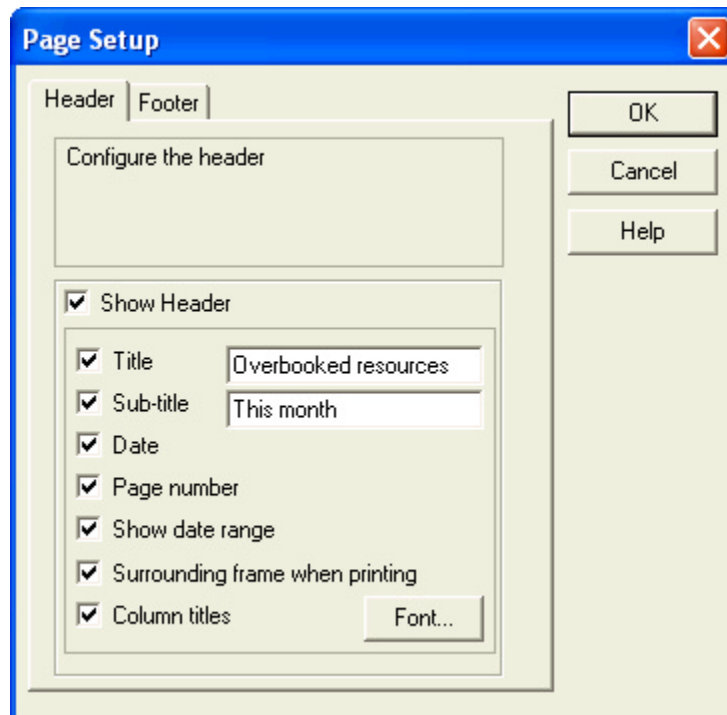 Page Setup
Header
Footer
OK
Configure the header
Cancel
Help
Show Header
Title
Overbooked resources
Sub-title
This month
Date
Page number
Show date range
Surrounding frame when printing
Column titles
Font...